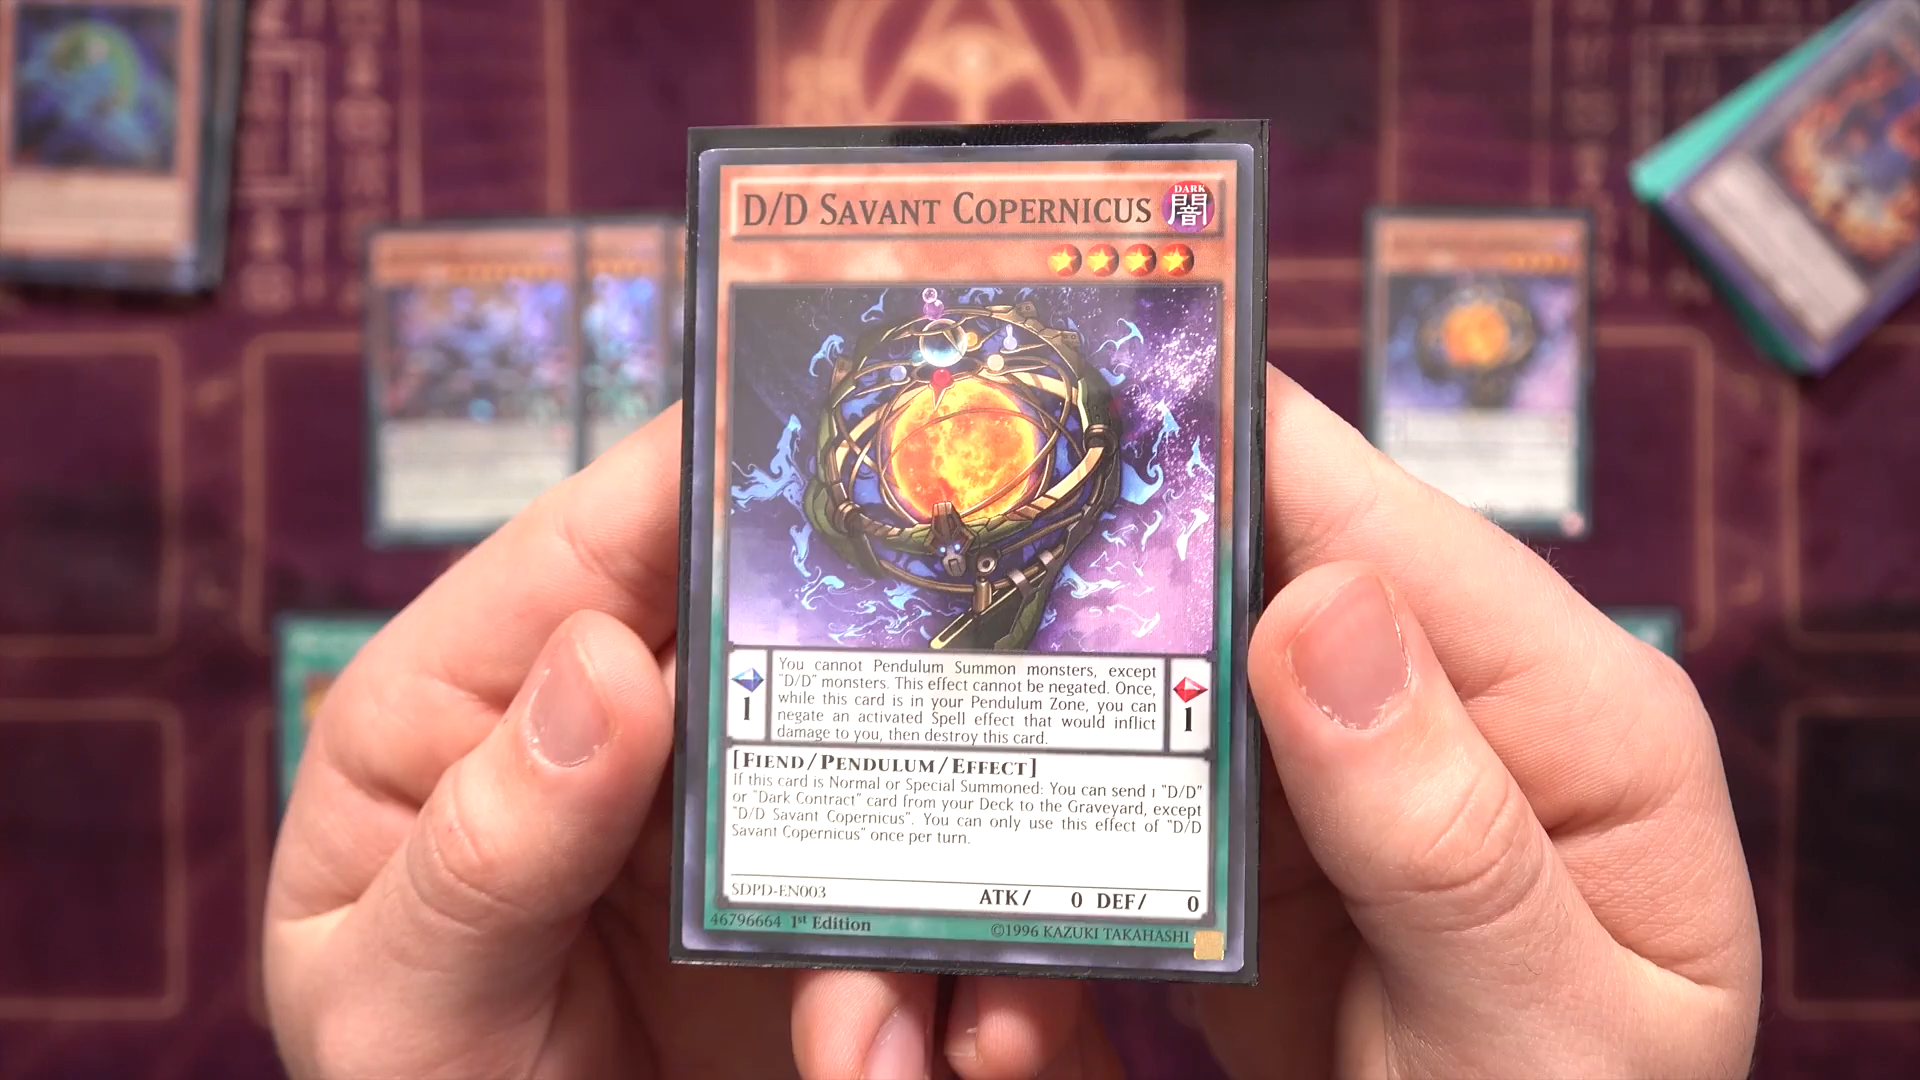 D/D Savant Copernicus
DARK
闇
You cannot Pendulum Summon monsters, except
"D/D" monsters. This effect cannot be negated. Once,
while this card is in your Pendulum Zone, you can
negate an activated Spell effect that would inflict
damage to you, then destroy this card.
1
1
[Fiend/Pendulum/Effect]
If this card is Normal or Special Summoned: You can send 1 "D/D"
or "Dark Contract" card from your Deck to the Graveyard, except
"D/D Savant Copernicus". You can only use this effect of "D/D
Savant Copernicus" once per turn.
SDPD-EN003
ATK/ 0 DEF/ 0
46796664 1st Edition
©1996 KAZUKI TAKAHASHI